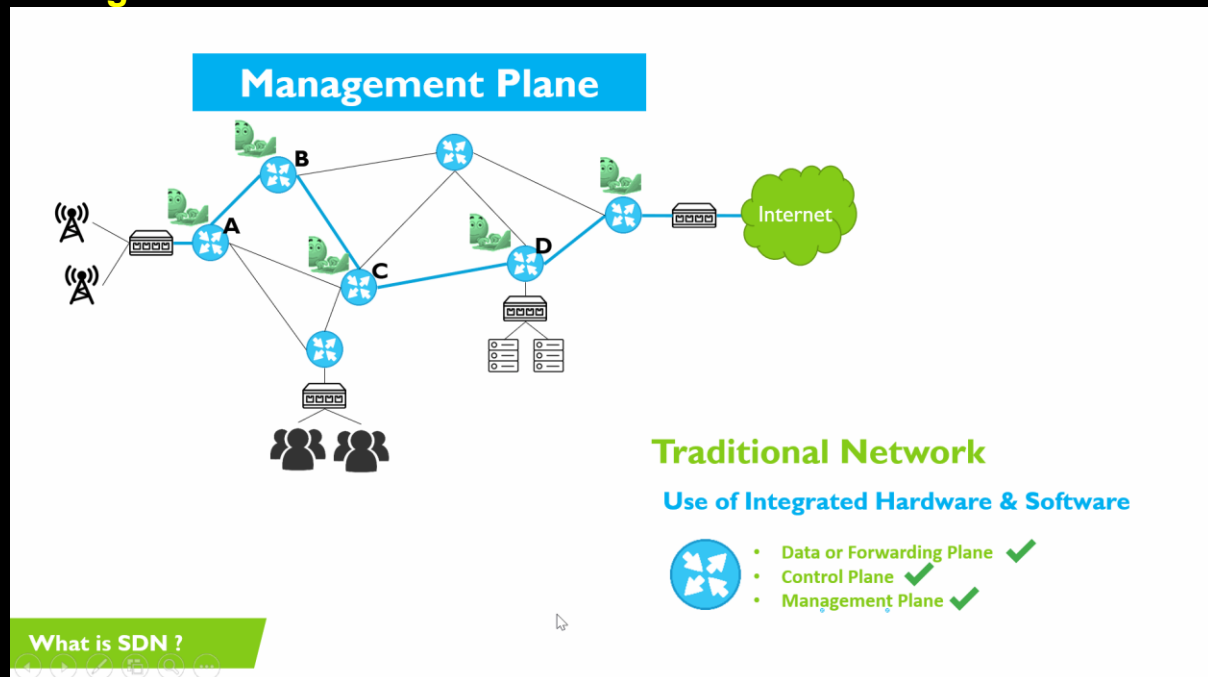 Management Plane
B
A
Internet
D
C
Traditional Network
Use of Integrated Hardware & Software
• Data or Forwarding Plane
• Control Plane
• Management Plane
What is SDN ?